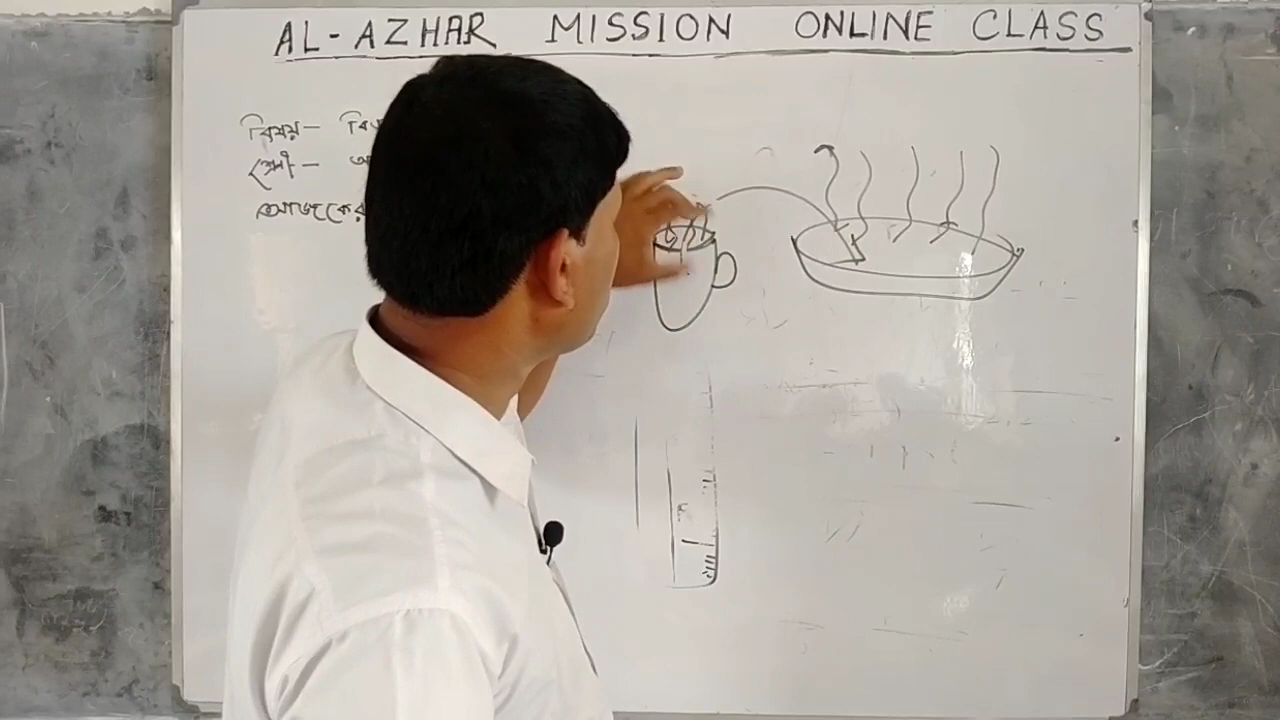 AL-AZHAR MISSION ONLINE CLASS
বিষয় –
শ্রেণী –
আজকের